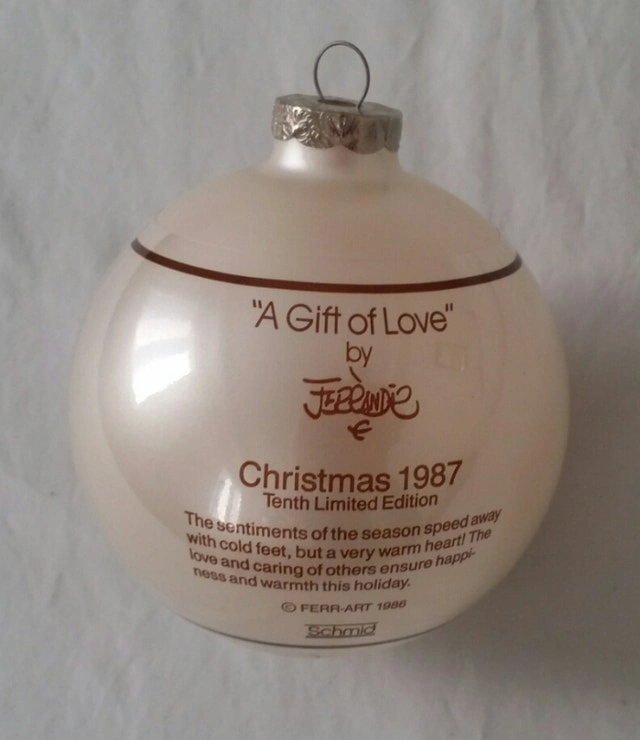 "A Gift of Love"
by
Christmas 1987
Tenth Limited Edition
The sentiments of the season speed away
with cold feet, but a very warm heart! The
love and caring of others ensure happi-
ness and warmth this holiday.
© FERR-ART 1986
Schmid